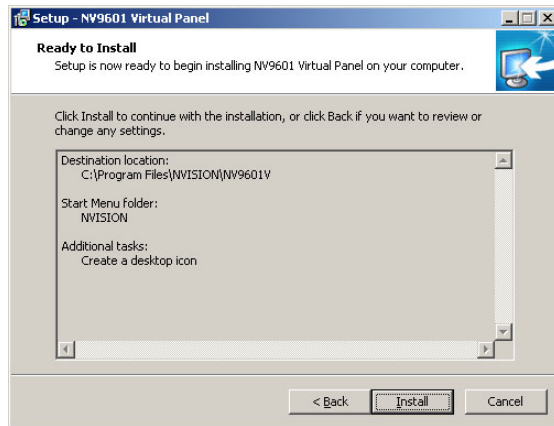 Setup - NV9601 Virtual Panel
Ready to Install
Setup is now ready to begin installing NV9601 Virtual Panel on your computer.
Click Install to continue with the installation, or click Back if you want to review or
change any settings.
Destination location:
C:\Program Files\NVISION\NV9601V
Start Menu folder:
NVISION
Additional tasks:
Create a desktop icon
< Back
Install
Cancel